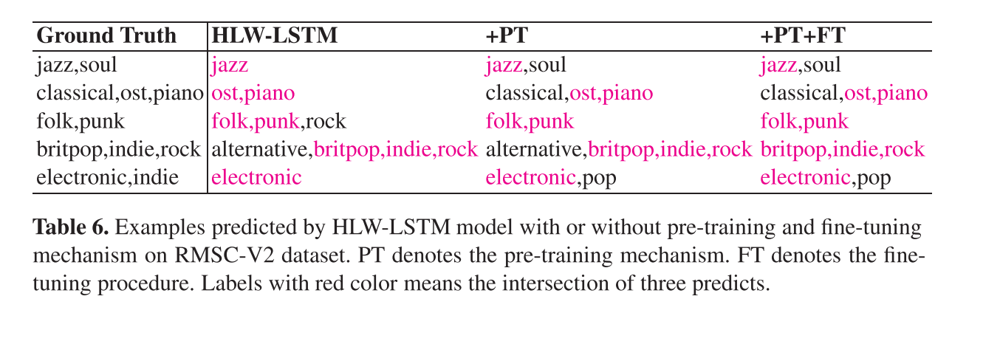 Ground Truth HLW-LSTM +PT +PT+FT
jazz,soul jazz jazz,soul jazz,soul
classical,ost,piano ost,piano classical,ost,piano classical,ost,piano
folk,punk folk,punk,rock folk,punk folk,punk
britpop,indie,rock alternative,britpop,indie,rock alternative,britpop,indie,rock britpop,indie,rock
electronic,indie electronic electronic,pop electronic,pop
Table 6. Examples predicted by HLW-LSTM model with or without pre-training and fine-tuning
mechanism on RMSC-V2 dataset. PT denotes the pre-training mechanism. FT denotes the fine-
tuning procedure. Labels with red color means the intersection of three predicts.